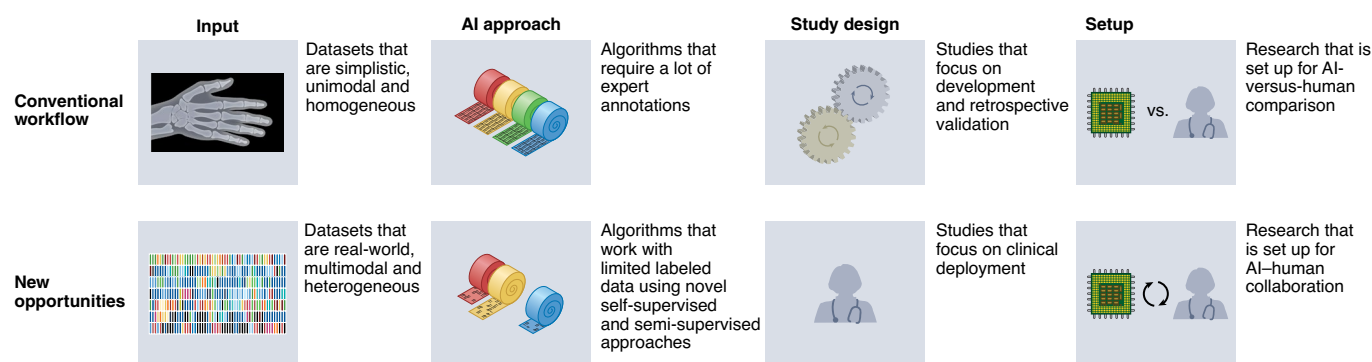 Input
AI approach
Study design
Setup
Conventional
workflow
Datasets that
are simplistic,
unimodal and
homogeneous
Algorithms that
require a lot of
expert
annotations
Studies that
focus on
development
and retrospective
validation
vs.
Research that is
set up for AI-
versus-human
comparison
New
opportunities
Datasets that
are real-world,
multimodal and
heterogeneous
Algorithms that
work with
limited labeled
data using novel
self-supervised
and semi-supervised
approaches
Studies that
focus on clinical
deployment
Research that
is set up for
AI–human
collaboration